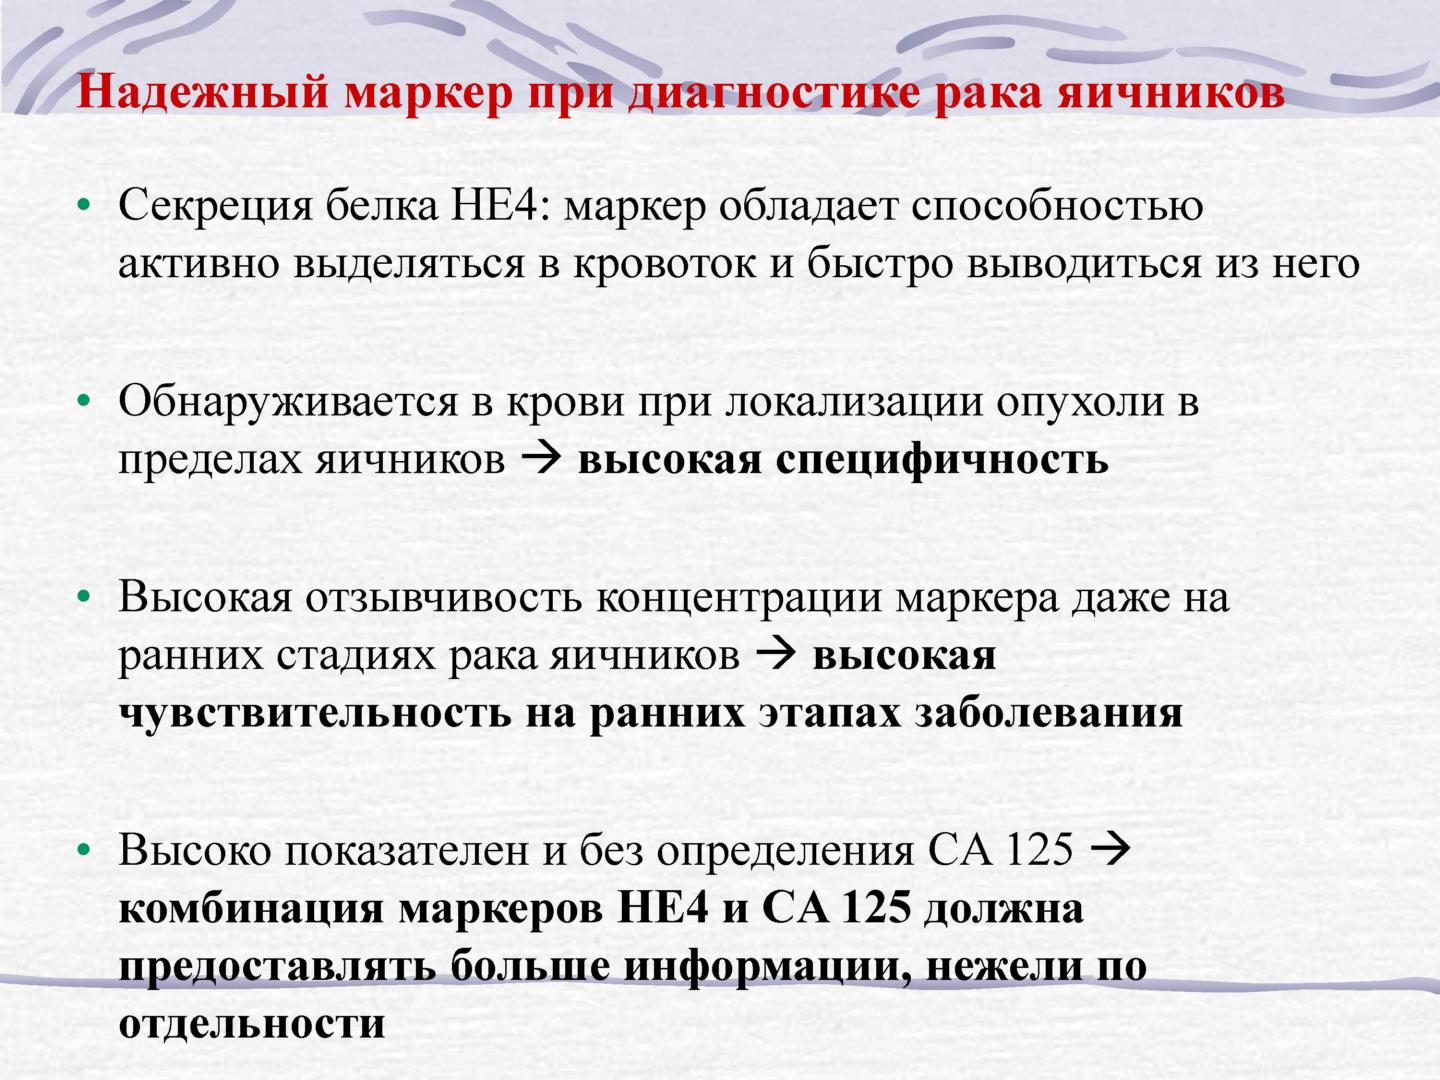 Надежный маркер при диагностике рака яичников
• Секреция белка НЕ4: маркер обладает способностью
активно выделяться в кровоток и быстро выводиться из него
• Обнаруживается в крови при локализации опухоли в
пределах яичников → высокая специфичность
• Высокая отзывчивость концентрации маркера даже на
ранних стадиях рака яичников → высокая
чувствительность на ранних этапах заболевания
• Высоко показателен и без определения СА 125 →
комбинация маркеров НЕ4 и СА 125 должна
предоставлять больше информации, нежели по
отдельности